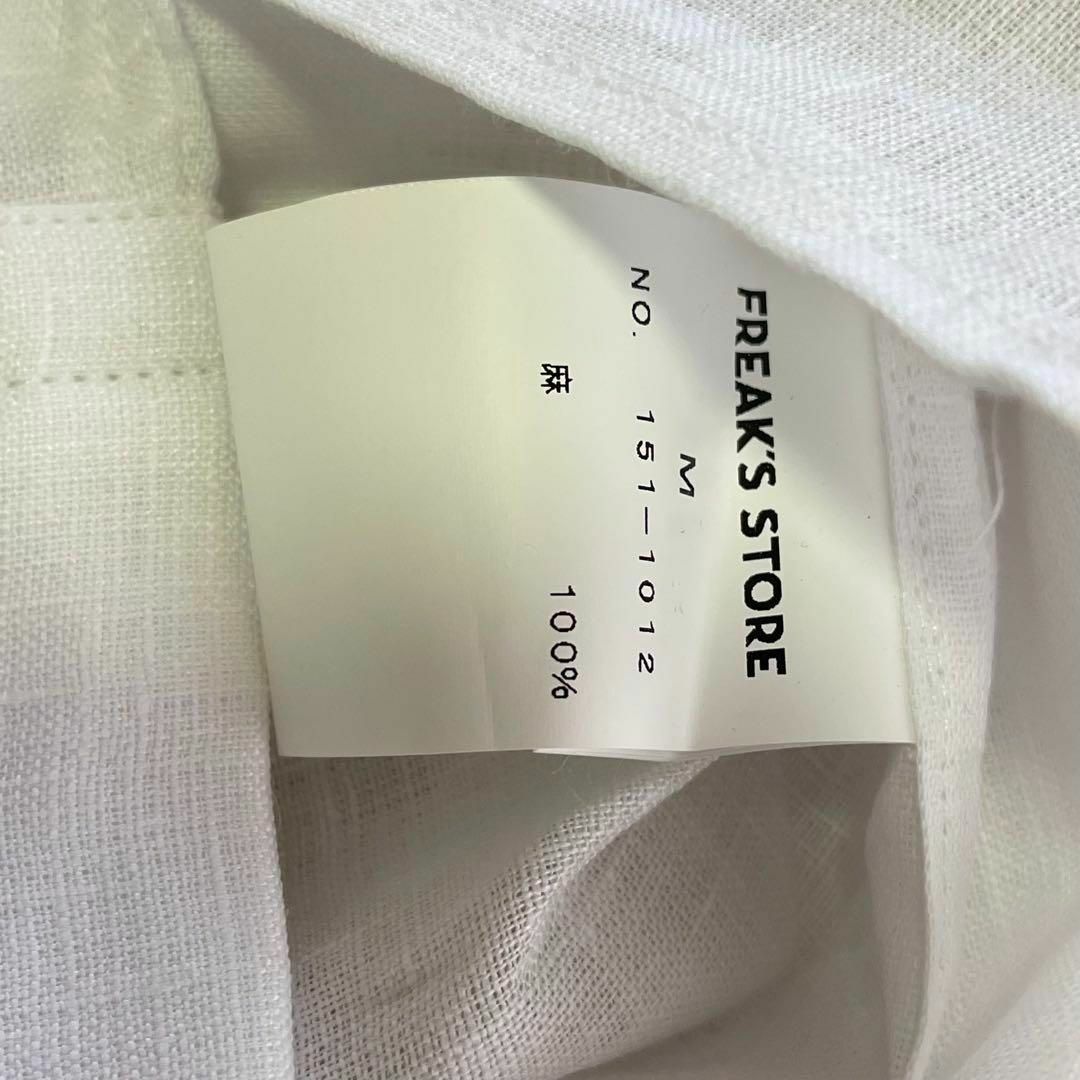 FREAK'S STORE
M
NO. 151-1012
麻 100%